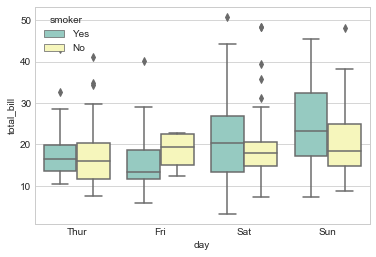 50
40
30
20
10
total_bill
smoker
Yes
No
Thur
Fri
Sat
Sun
day